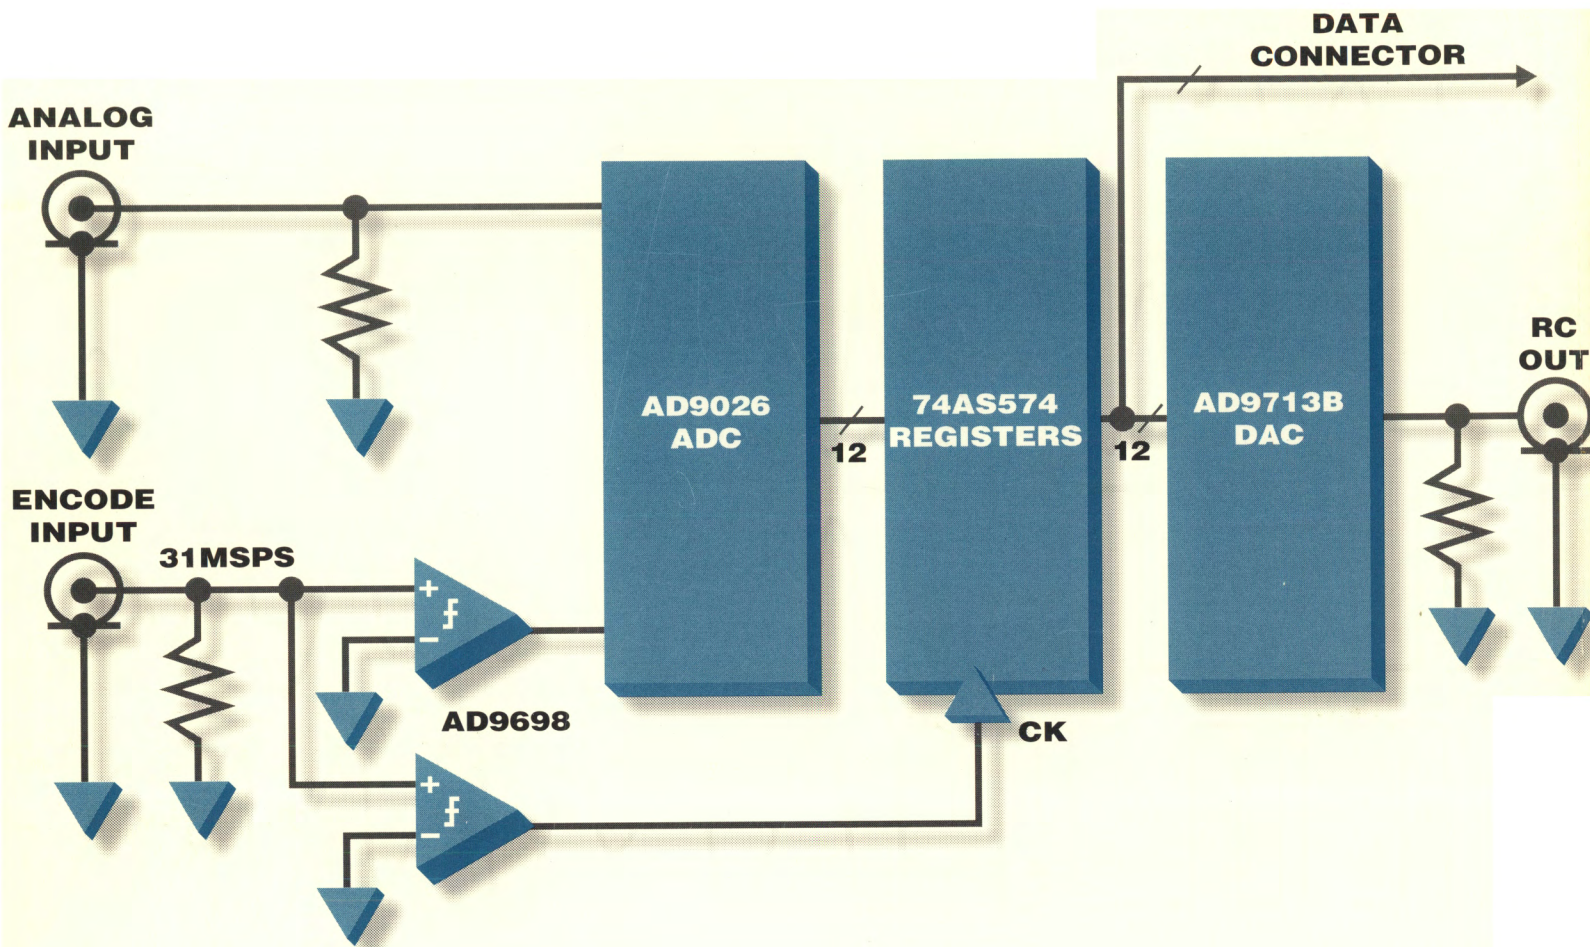 DATA
CONNECTOR
ANALOG
INPUT
RC
OUT
AD9026
ADC
12
74AS574
REGISTERS
12
AD9713B
DAC
ENCODE
INPUT
31MSPS
+
−
AD9698
CK
+
−